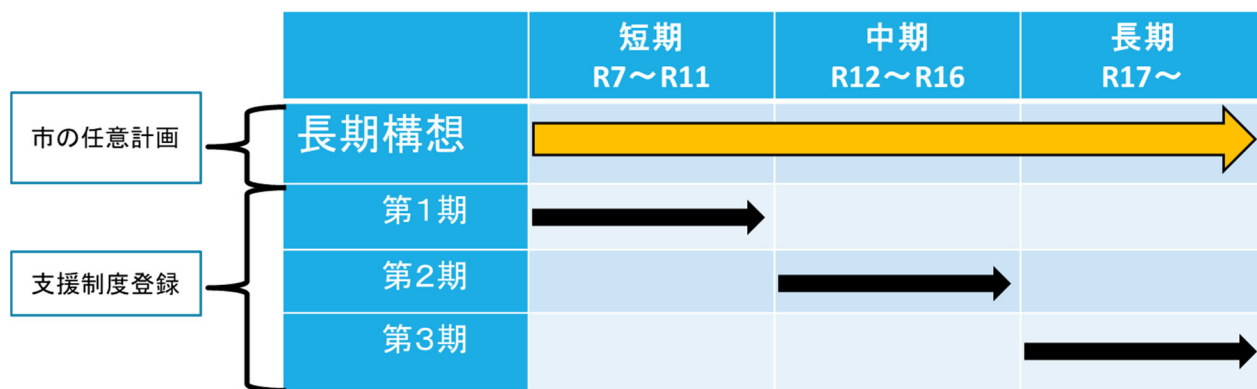 短期
R7～R11
中期
R12～R16
長期
R17～
市の任意計画
長期構想
第１期
支援制度登録
第２期
第３期